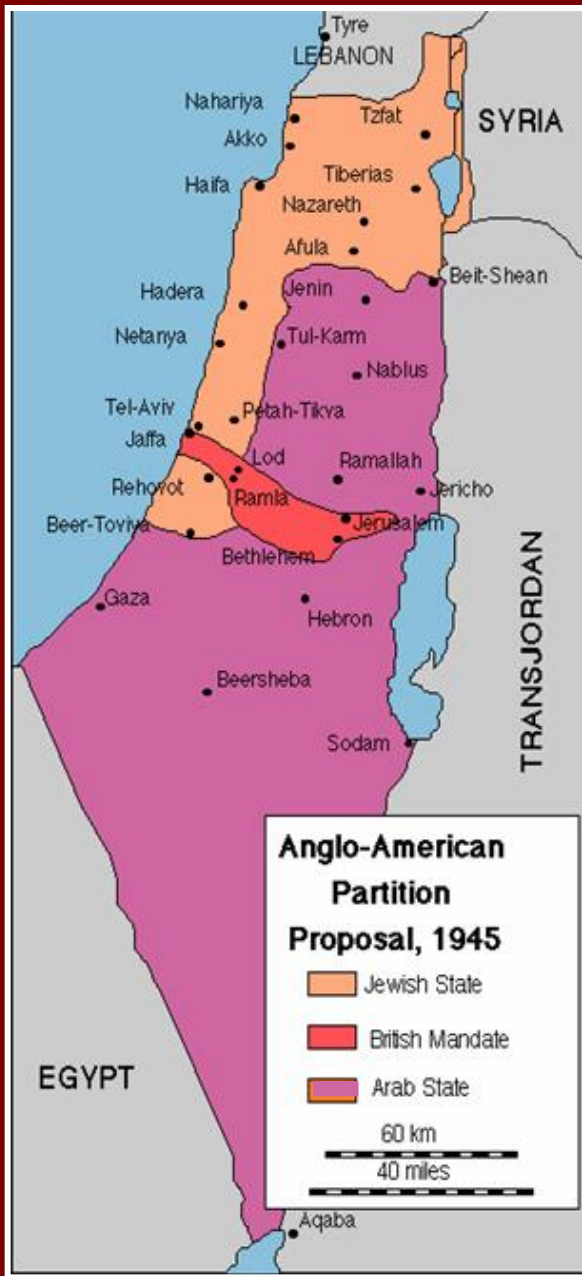 Tyre
LEBANON
Nahariya
Tzfat
SYRIA
Akko
Tiberias
Haifa
Nazareth
Afula
Beit-Shean
Hadera
Jenin
Netanya
Tul-Karm
Nablus
Tel-Aviv
Petah-Tikva
Jaffa
Lod
Ramallah
Rehovot
Ramla
Jericho
Beer-Toviya
Jerusalem
Bethlehem
Gaza
Hebron
TRANSJORDAN
Beersheba
Sodam
Anglo-American
Partition
Proposal, 1945
Jewish State
British Mandate
EGYPT
Arab State
60 km
40 miles
Aqaba